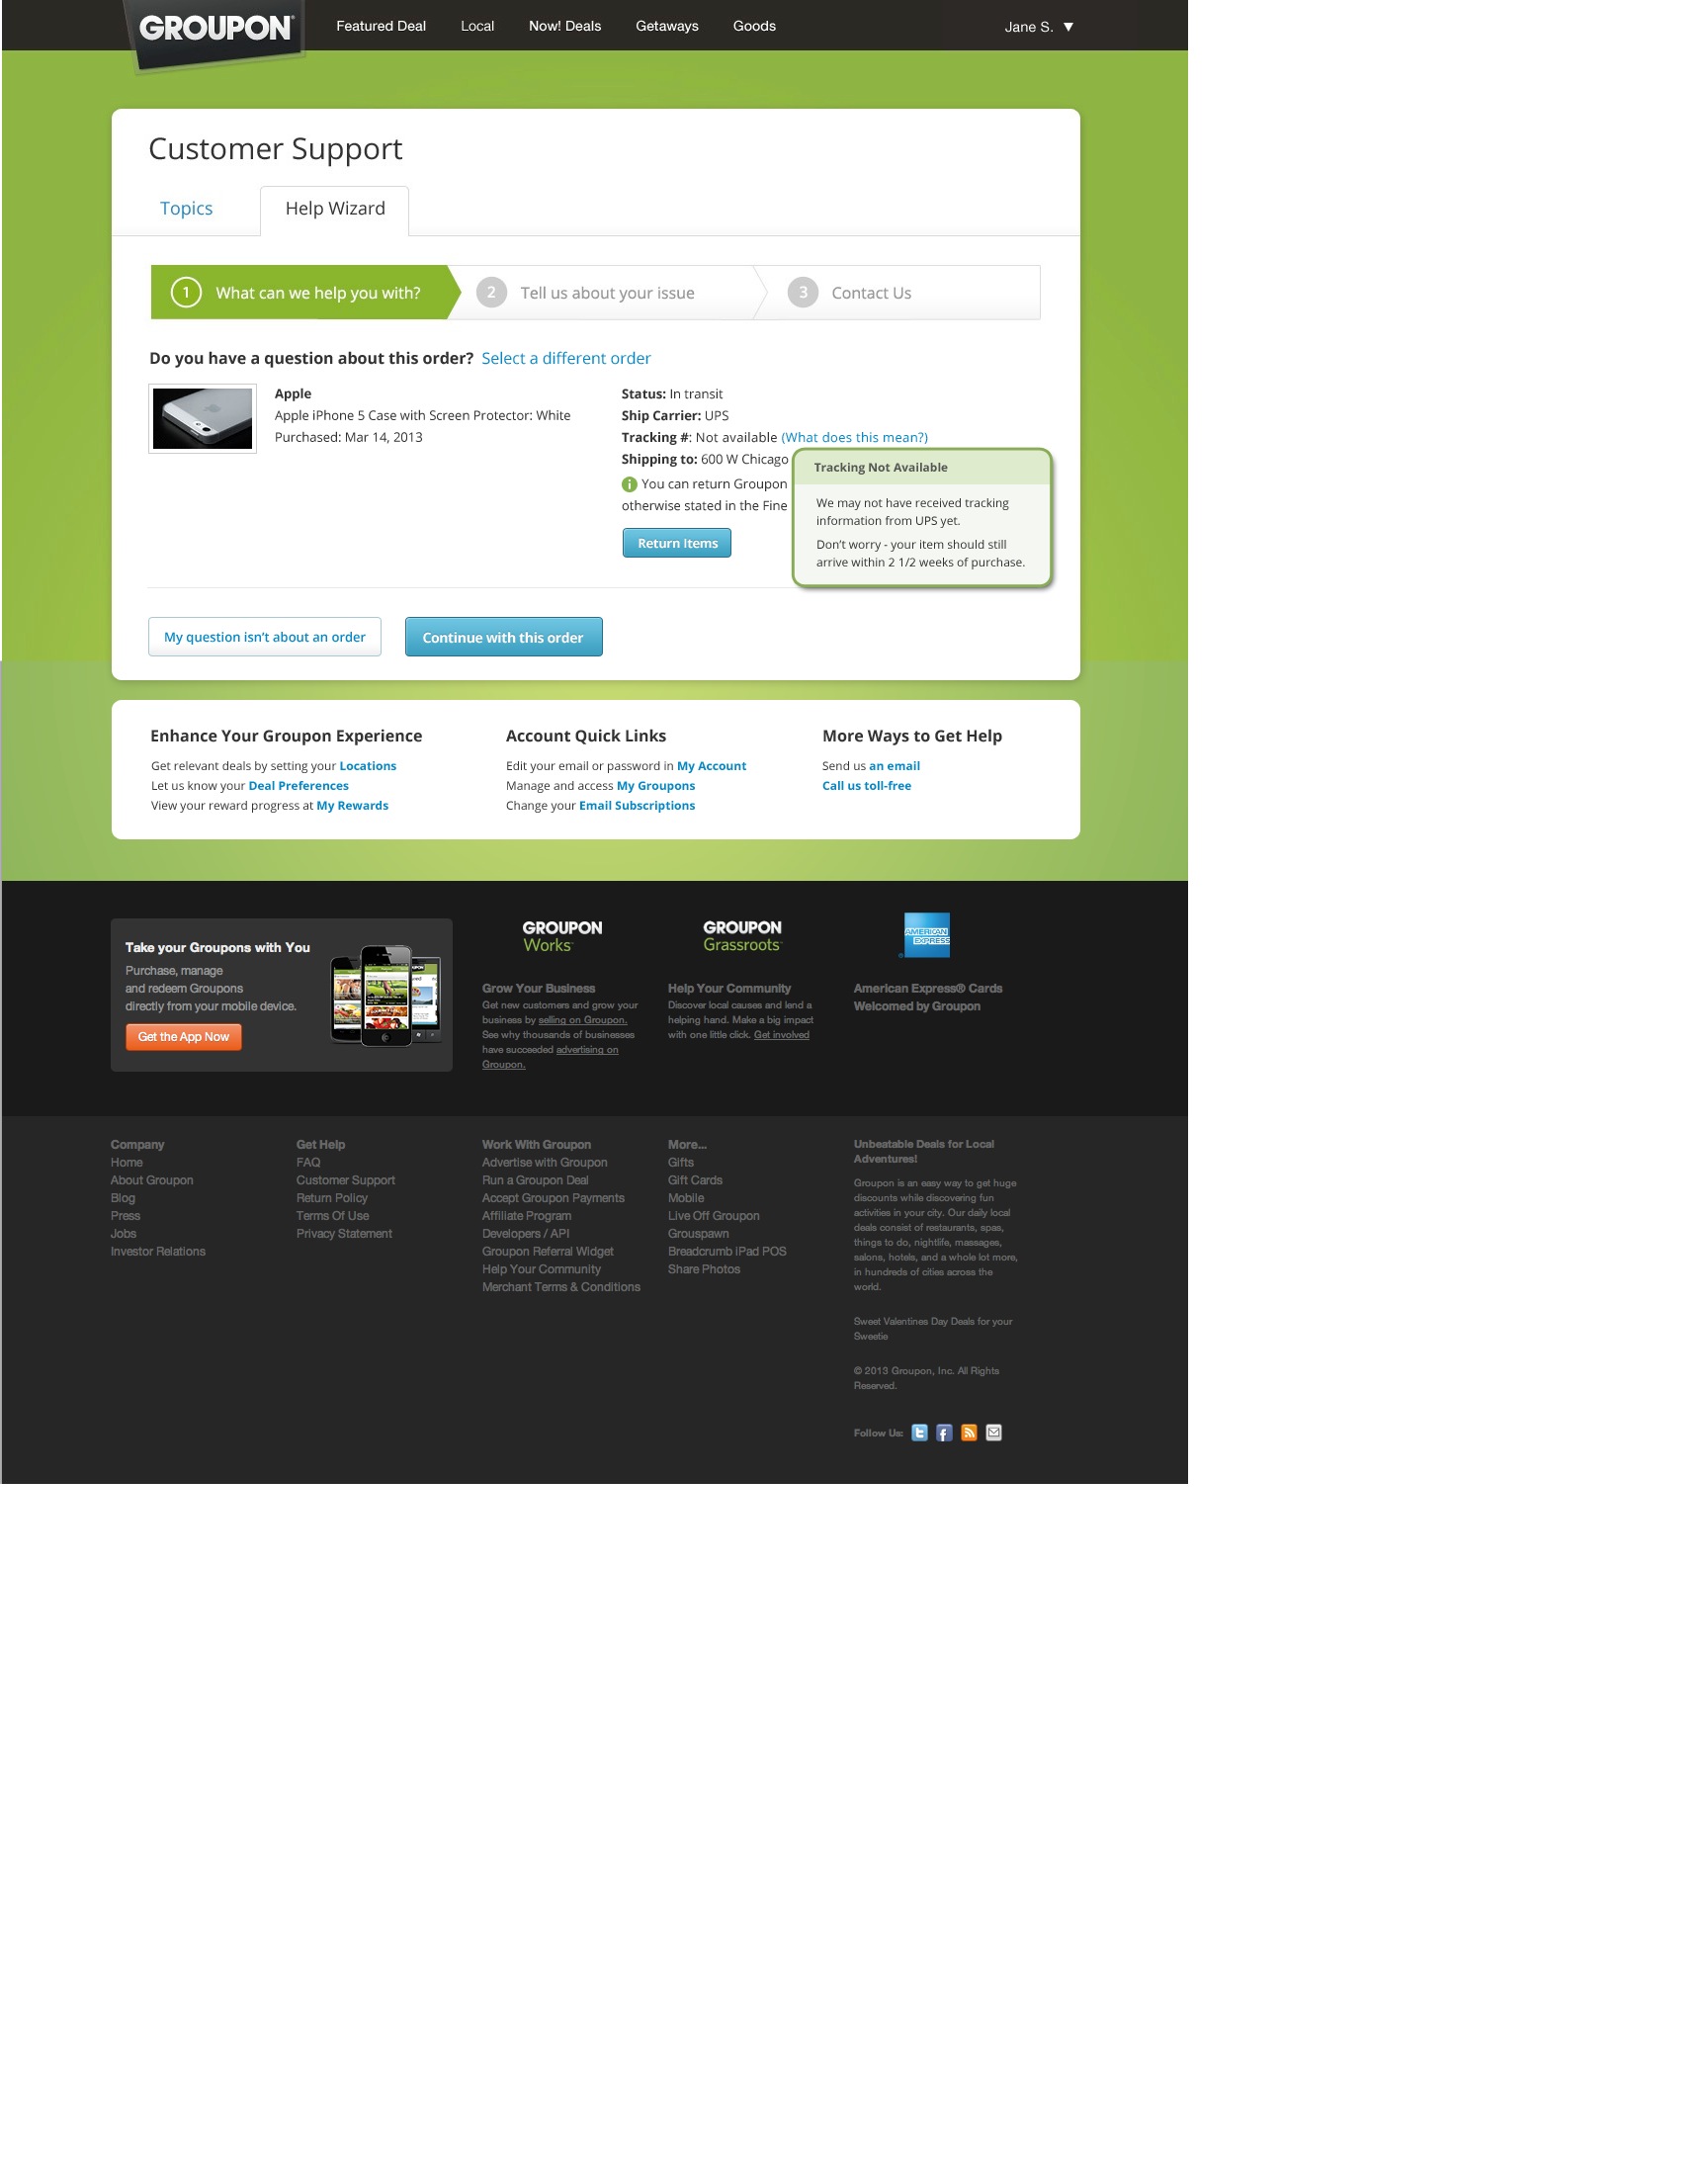 GROUPON
Featured Deal Local Now! Deals Getaways Goods Jane S.
Customer Support
Topics Help Wizard
1 What can we help you with? 2 Tell us about your issue 3 Contact Us
Do you have a question about this order? Select a different order
Apple
Apple iPhone 5 Case with Screen Protector: White
Purchased: Mar 14, 2013
Status: In transit
Ship Carrier: UPS
Tracking #: Not available (What does this mean?)
Shipping to: 600 W Chicago
You can return Groupon
otherwise stated in the Fine
Return Items
Tracking Not Available
We may not have received tracking
information from UPS yet.
Don't worry - your item should still
arrive within 2 1/2 weeks of purchase.
My question isn't about an order Continue with this order
Enhance Your Groupon Experience
Get relevant deals by setting your Locations
Let us know your Deal Preferences
View your reward progress at My Rewards
Account Quick Links
Edit your email or password in My Account
Manage and access My Groupons
Change your Email Subscriptions
More Ways to Get Help
Send us an email
Call us toll-free
Take your Groupons with You
Purchase, manage
and redeem Groupons
directly from your mobile device.
Get the App Now
GROUPON
Works
Grow Your Business
Get new customers and grow your
business by selling on Groupon.
See why thousands of businesses
have succeeded advertising on
Groupon.
GROUPON
Grassroots
Help Your Community
Discover local causes and lend a
helping hand. Make a big impact
with one little click. Get involved
AMERICAN
EXPRESS
American Express® Cards
Welcomed by Groupon
Company
Home
About Groupon
Blog
Press
Jobs
Investor Relations
Get Help
FAQ
Customer Support
Return Policy
Terms Of Use
Privacy Statement
Work With Groupon
Advertise with Groupon
Run a Groupon Deal
Accept Groupon Payments
Affiliate Program
Developers / API
Groupon Referral Widget
Help Your Community
Merchant Terms & Conditions
More...
Gifts
Gift Cards
Mobile
Live Off Groupon
Grouspawn
Breadcrumb iPad POS
Share Photos
Unbeatable Deals for Local
Adventures!
Groupon is an easy way to get huge
discounts while discovering fun
activities in your city. Our daily local
deals consist of restaurants, spas,
things to do, nightlife, massages,
salons, hotels, and a whole lot more,
in hundreds of cities across the
world.
Sweet Valentines Day Deals for your
Sweetie
© 2013 Groupon, Inc. All Rights
Reserved.
Follow Us: